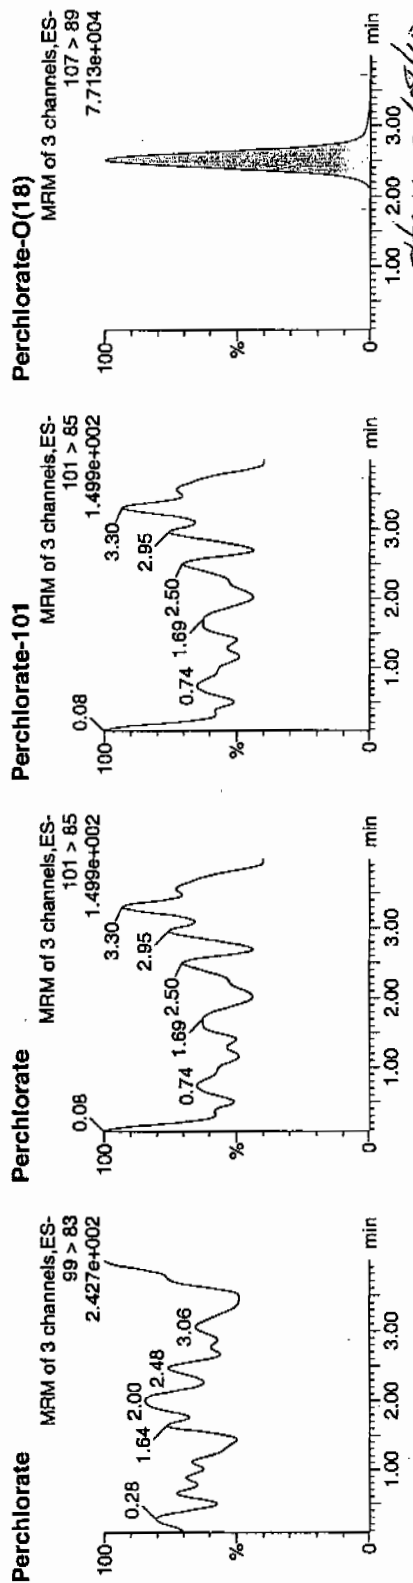 Perchlorate
MRM of 3 channels,ES-
99 > 83
2.427e+002
100
%
0
0.28
1.64
2.00
2.48
3.06
1.00
2.00
3.00
min
Perchlorate
MRM of 3 channels,ES-
101 > 85
1.499e+002
100
%
0
0.08
0.74
1.69
2.50
2.95
3.30
1.00
2.00
3.00
min
Perchlorate-101
MRM of 3 channels,ES-
101 > 85
1.499e+002
100
%
0
0.08
0.74
1.69
2.50
2.95
3.30
1.00
2.00
3.00
min
Perchlorate-O(18)
MRM of 3 channels,ES-
107 > 89
7.713e+004
100
%
0
1.00
2.00
3.00
min